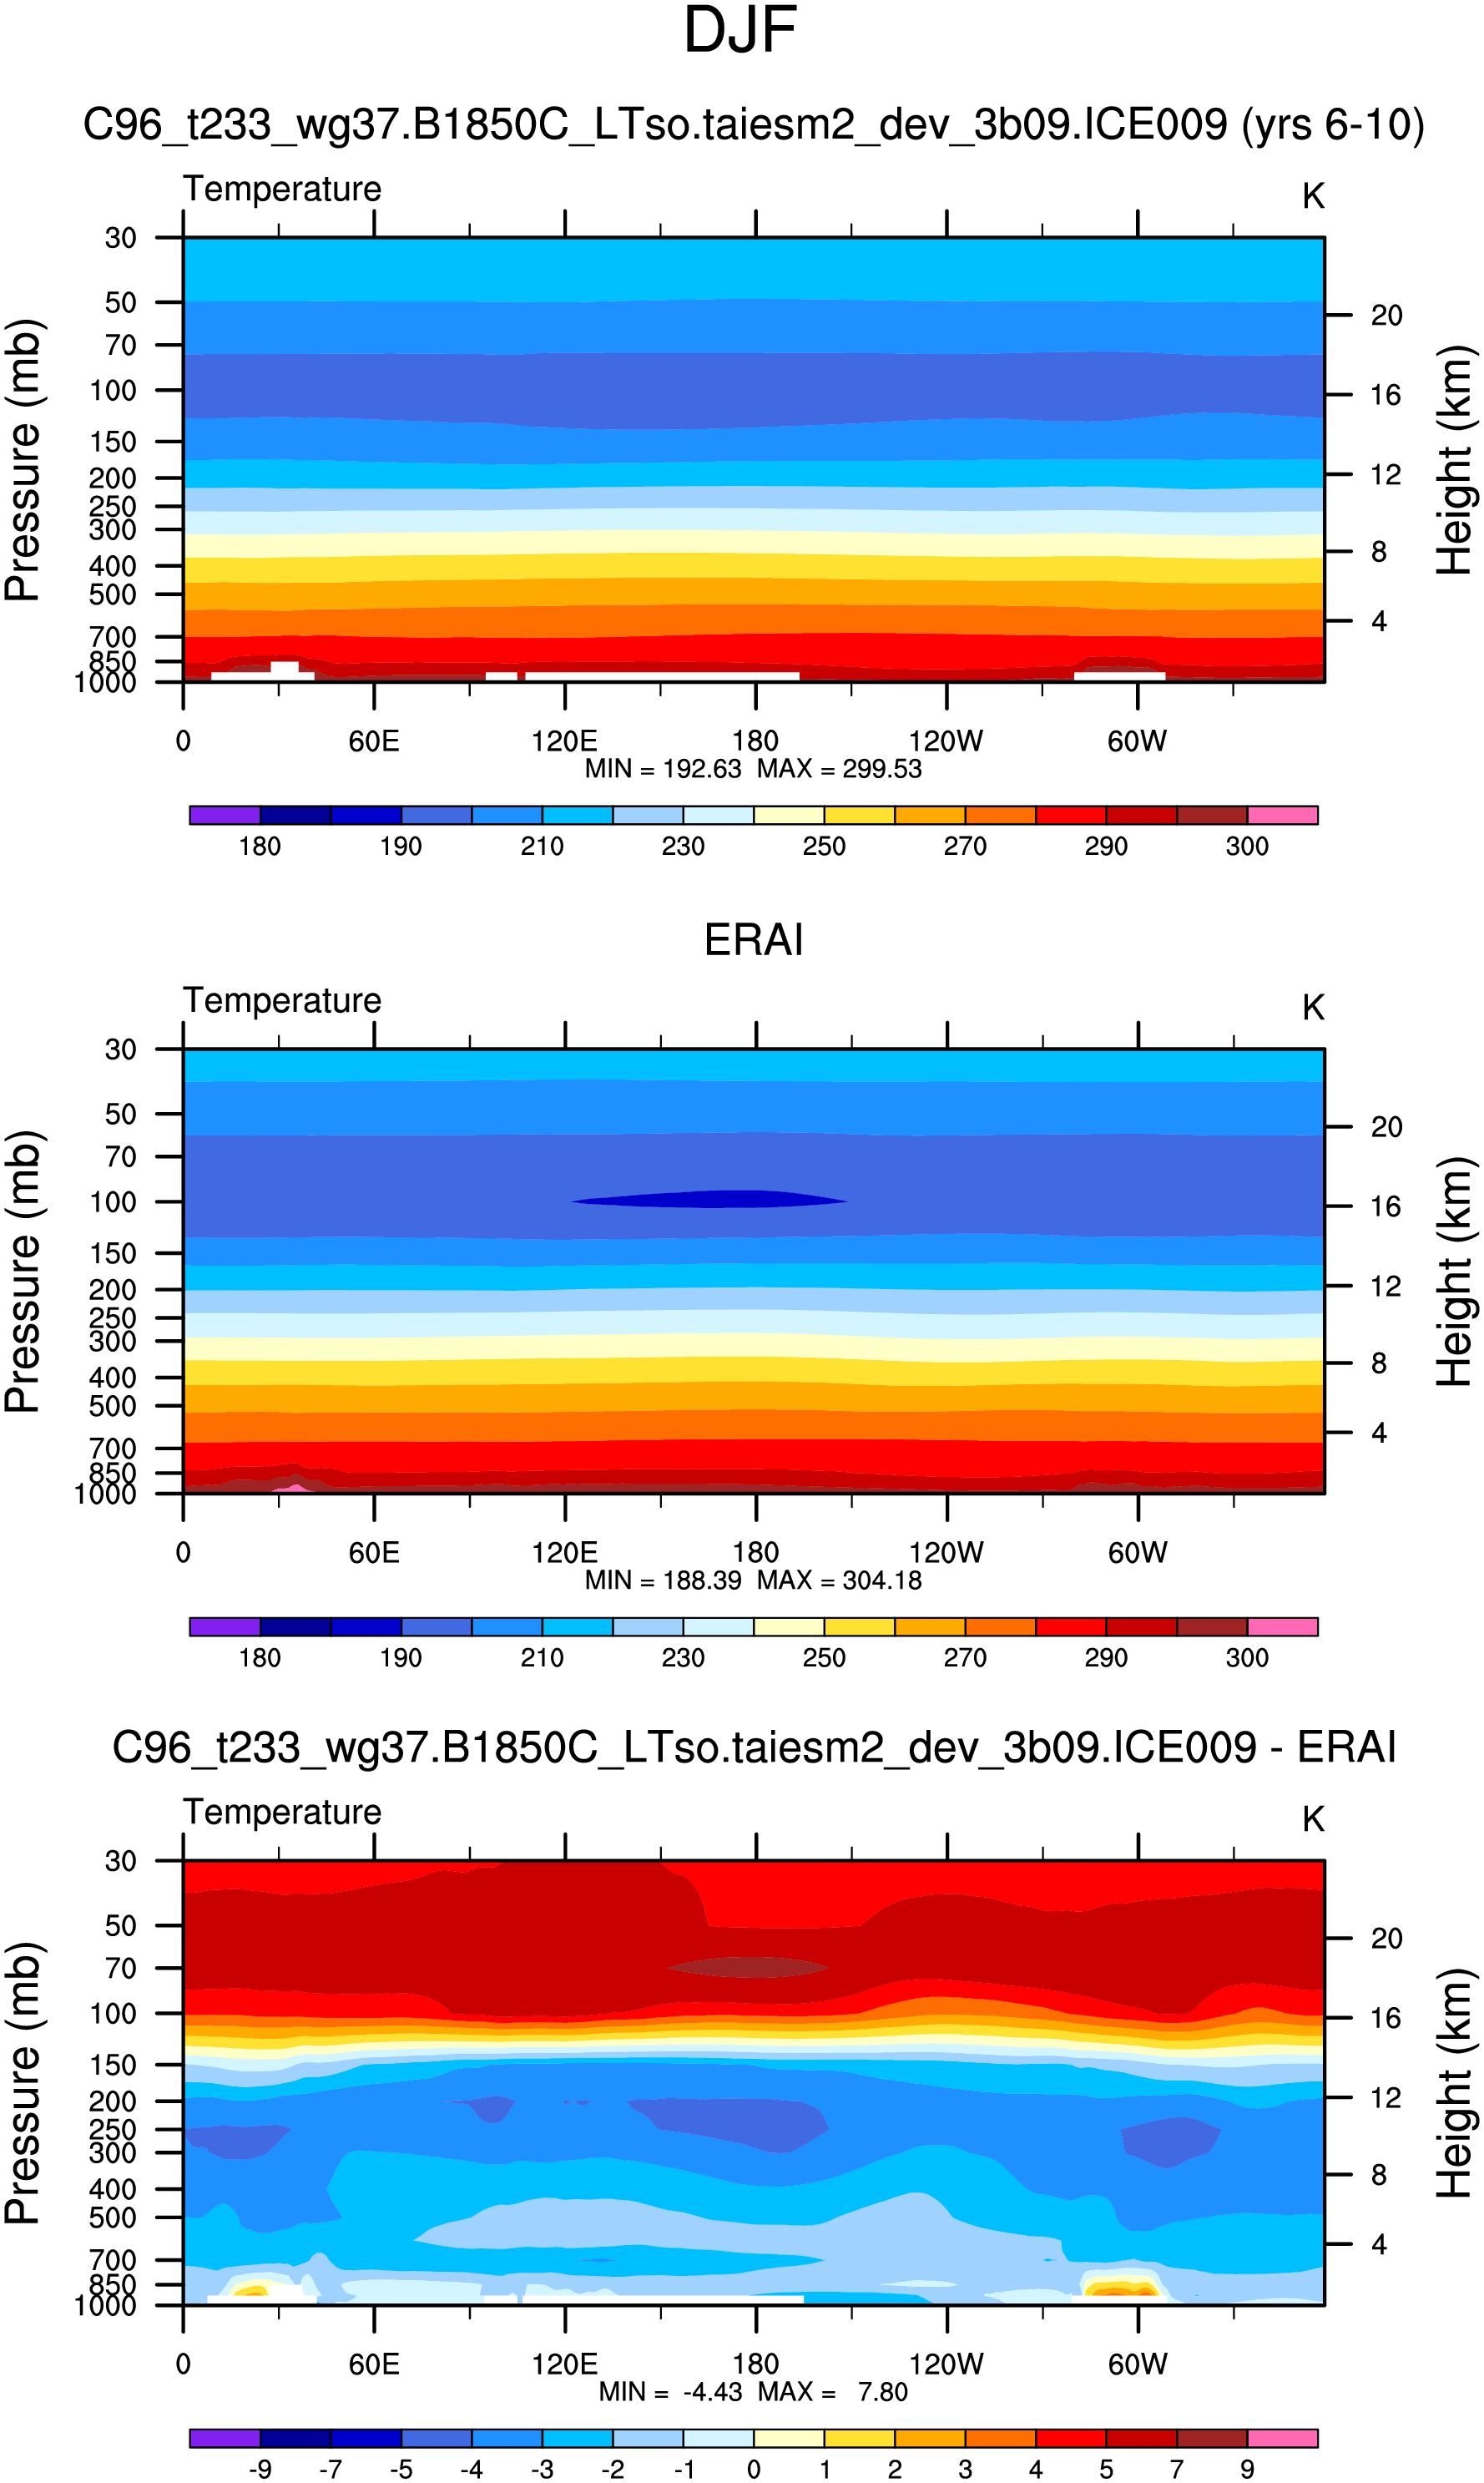 DJF
C96_t233_wg37.B1850C_LTso.taiesm2_dev_3b09.ICE009 (yrs 6-10)
Temperature K
30
50
70
100
150
200
250
300
400
500
700
850
1000
Pressure (mb)
20
16
12
8
4
Height (km)
0 60E 120E 180 120W 60W
MIN = 192.63 MAX = 299.53
180 190 210 230 250 270 290 300
ERAI
Temperature K
30
50
70
100
150
200
250
300
400
500
700
850
1000
Pressure (mb)
20
16
12
8
4
Height (km)
0 60E 120E 180 120W 60W
MIN = 188.39 MAX = 304.18
180 190 210 230 250 270 290 300
C96_t233_wg37.B1850C_LTso.taiesm2_dev_3b09.ICE009 - ERAI
Temperature K
30
50
70
100
150
200
250
300
400
500
700
850
1000
Pressure (mb)
20
16
12
8
4
Height (km)
0 60E 120E 180 120W 60W
MIN = -4.43 MAX = 7.80
-9 -7 -5 -4 -3 -2 -1 0 1 2 3 4 5 7 9